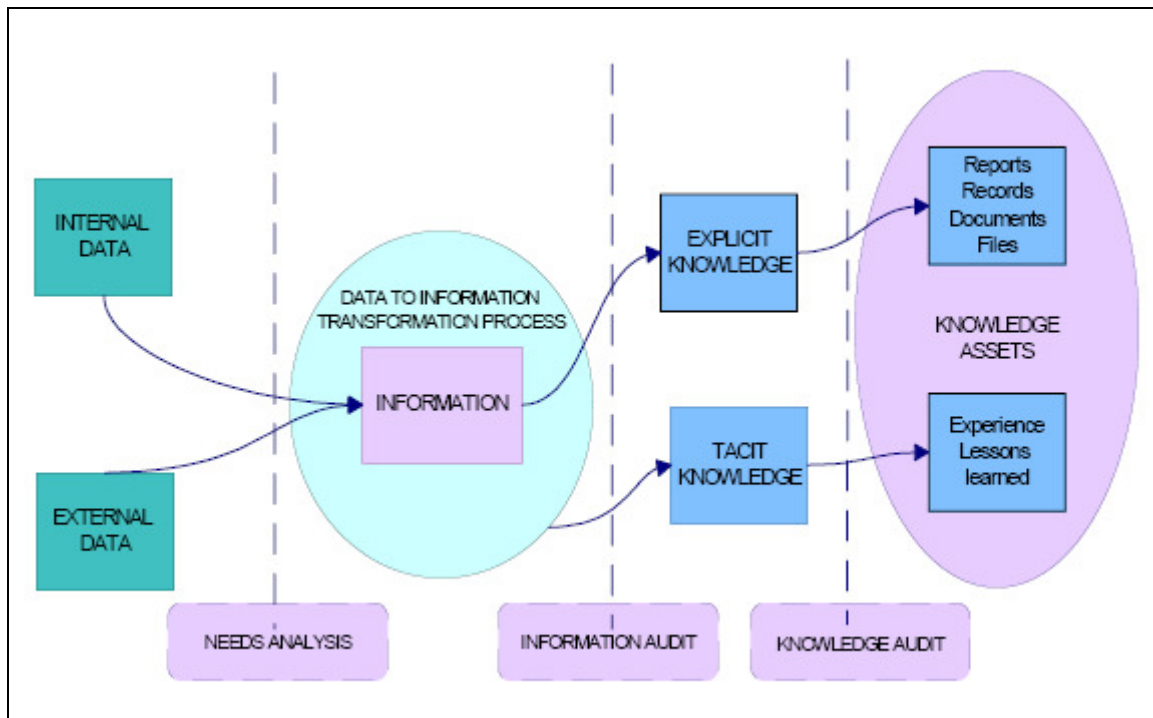 INTERNAL
DATA
EXTERNAL
DATA
DATA TO INFORMATION
TRANSFORMATION PROCESS
INFORMATION
EXPLICIT
KNOWLEDGE
TACIT
KNOWLEDGE
Reports
Records
Documents
Files
KNOWLEDGE
ASSETS
Experience
Lessons
learned
NEEDS ANALYSIS
INFORMATION AUDIT
KNOWLEDGE AUDIT